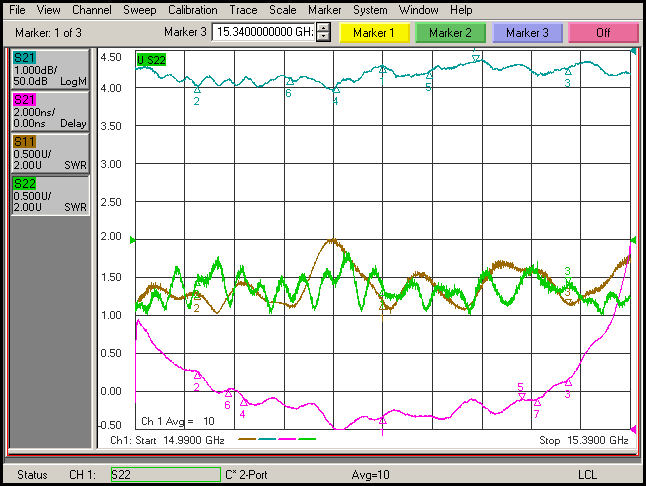 File View Channel Sweep Calibration Trace Scale Marker System Window Help
Marker: 1 of 3 Marker 3 15.3400000000 GH: Marker 1 Marker 2 Marker 3 Off
S21
1.000dB/
50.0dB LogM
S21
2.000ns/
0.00ns Delay
S11
0.500U/
2.00U SWR
S22
0.500U/
2.00U SWR
U S22
4.50
4.00
3.50
3.00
2.50
2.00
1.50
1.00
0.50
0.00
-0.50
2
6
4
1
5
3
2
3
3
1
2
6
4
1
5
7
3
Ch 1 Avg = 10
Ch1: Start 14.9900 GHz Stop 15.3900 GHz
Status CH 1: S22 C* 2-Port Avg=10 LCL